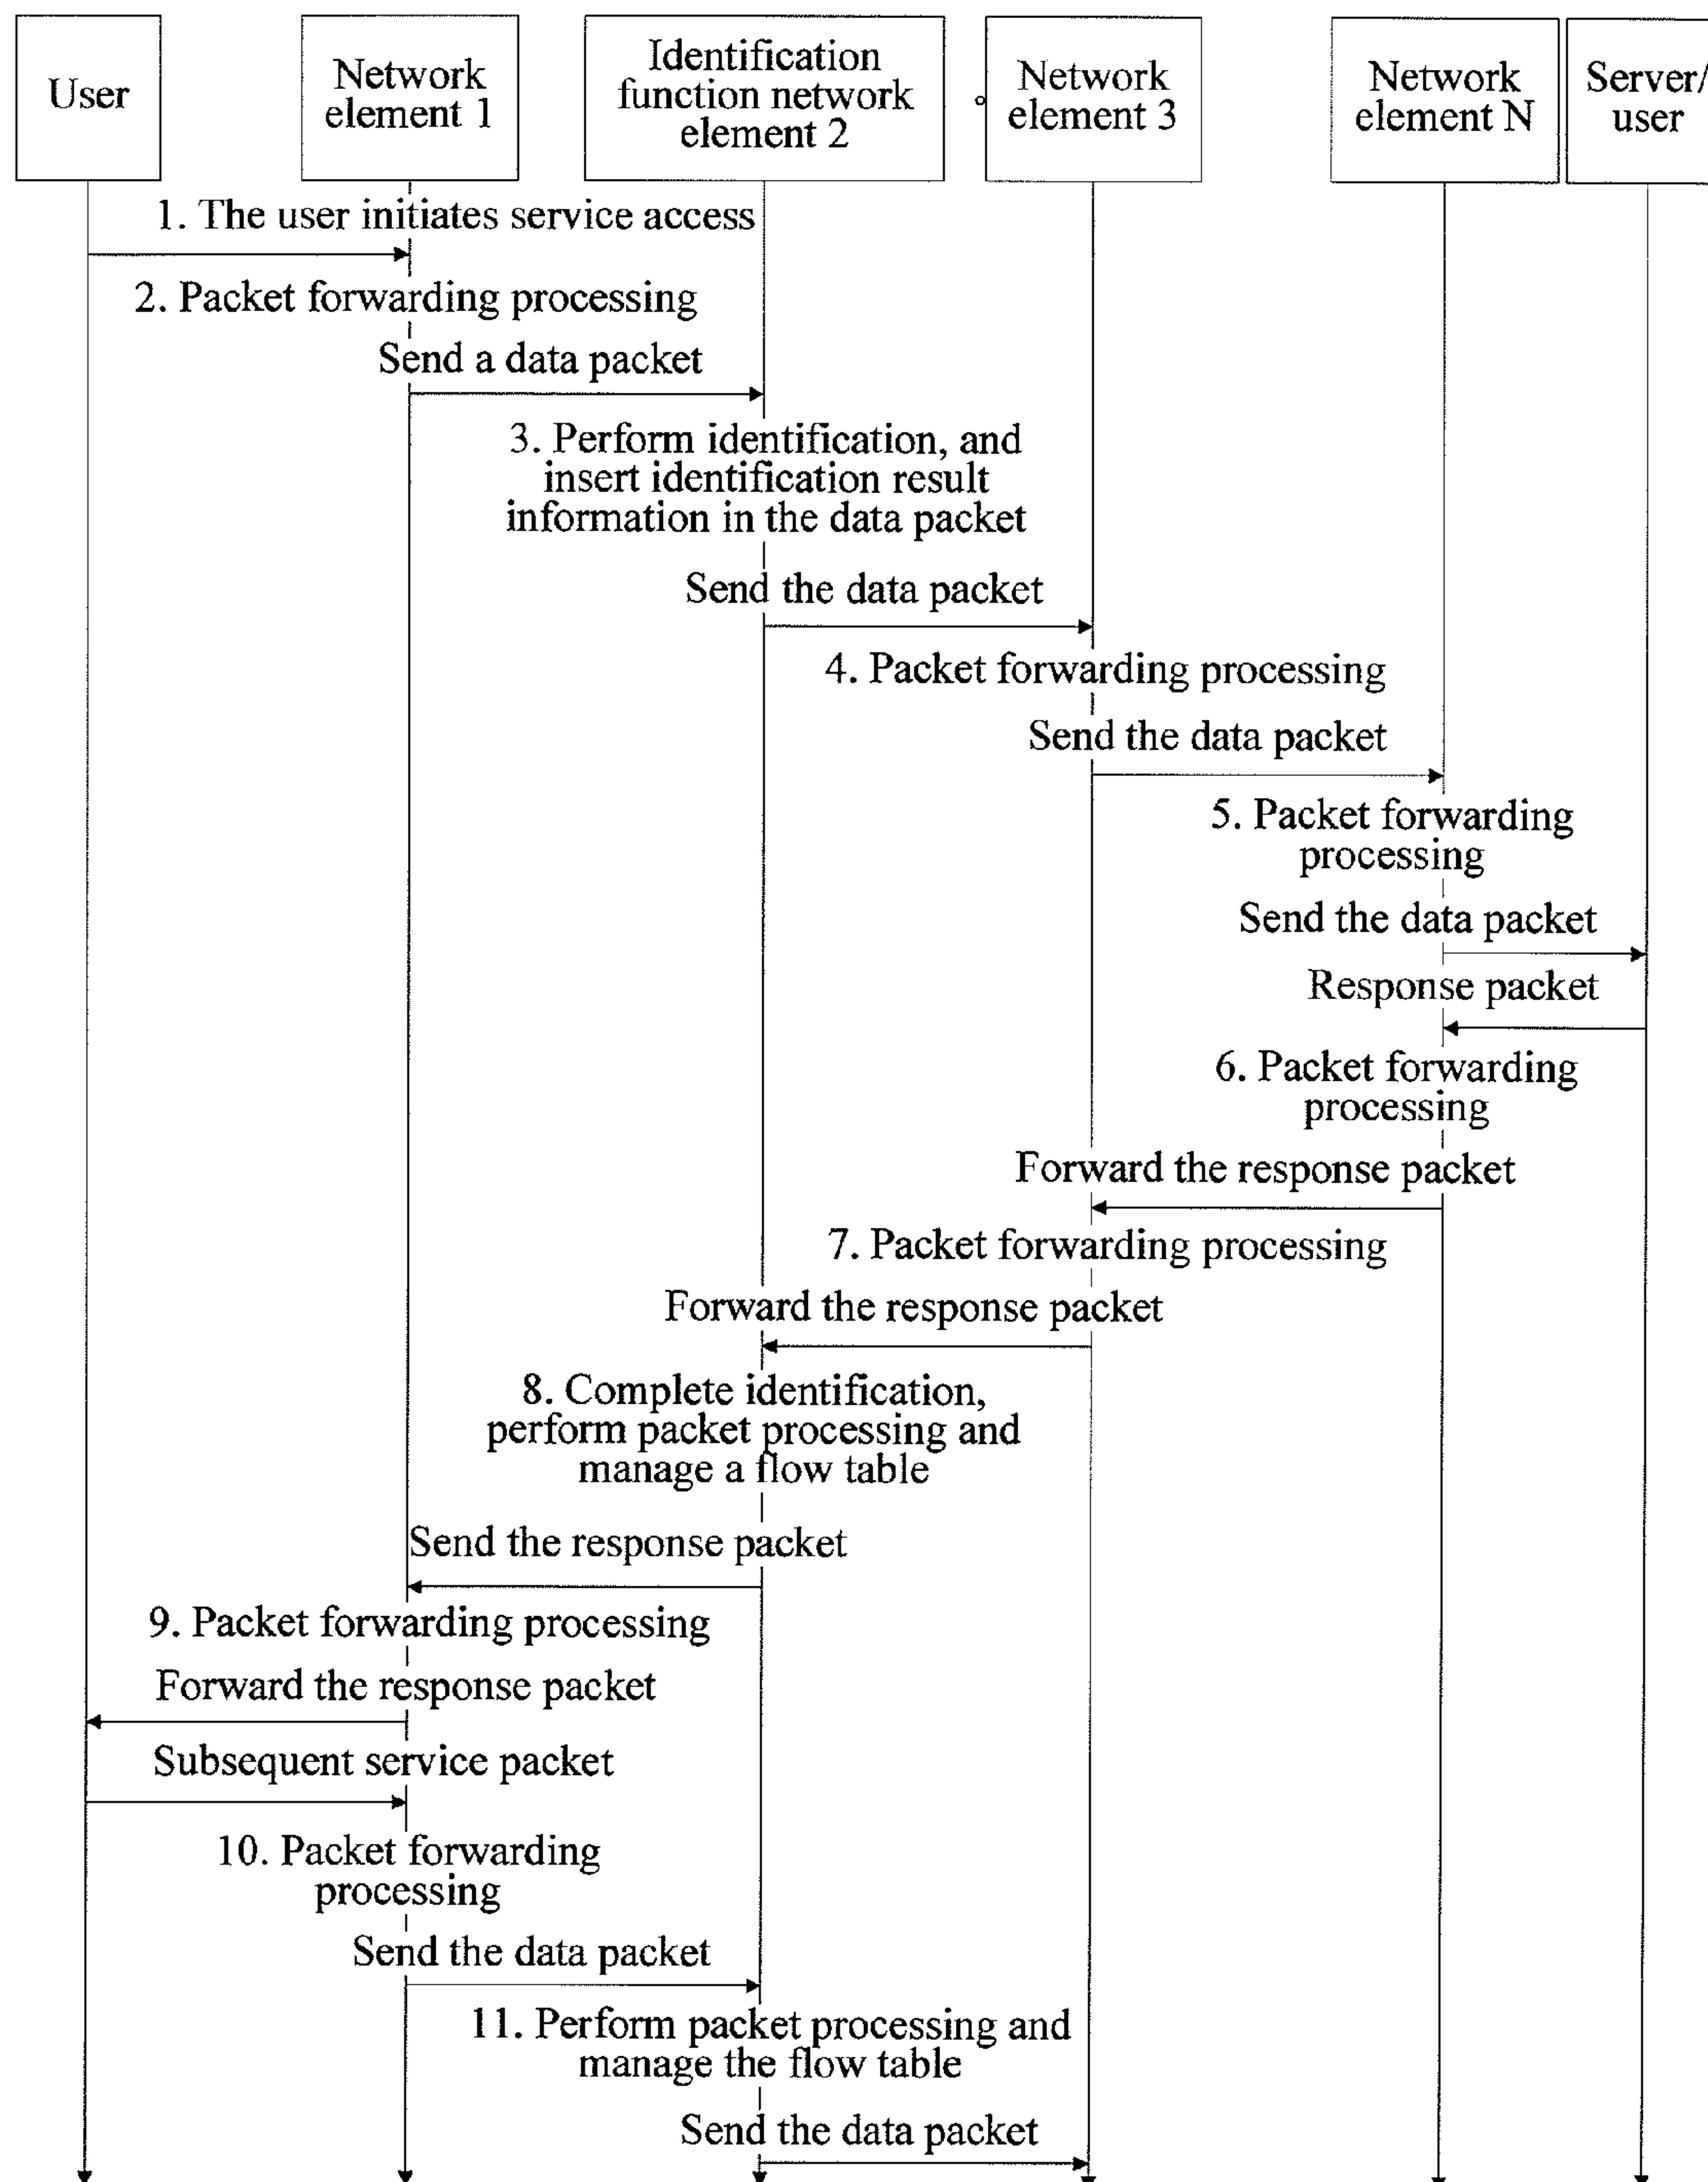 User
Network
element 1
Identification
function network
element 2
Network
element 3
Network
element N
Server/
user
1. The user initiates service access
2. Packet forwarding processing
Send a data packet
3. Perform identification, and
insert identification result
information in the data packet
Send the data packet
4. Packet forwarding processing
Send the data packet
5. Packet forwarding
processing
Send the data packet
Response packet
6. Packet forwarding
processing
Forward the response packet
7. Packet forwarding processing
Forward the response packet
8. Complete identification,
perform packet processing and
manage a flow table
Send the response packet
9. Packet forwarding processing
Forward the response packet
Subsequent service packet
10. Packet forwarding
processing
Send the data packet
11. Perform packet processing and
manage the flow table
Send the data packet